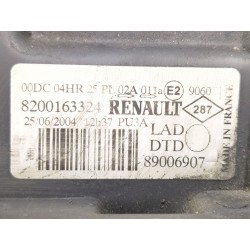 00DC 04HR 25 PL 02A 011a E2 9060
8200163324 RENAULT 287
25/06/2004 12h37 PU3A LAD
DTD
89006907
IN FRANCE